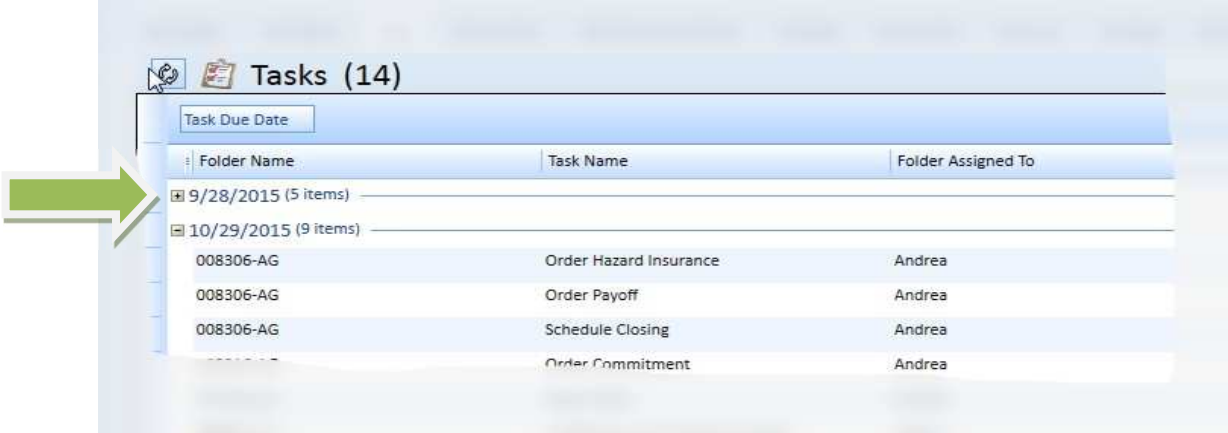 Tasks (14)
Task Due Date
Folder Name Task Name Folder Assigned To
9/28/2015 (5 items)
10/29/2015 (9 items)
008306-AG Order Hazard Insurance Andrea
008306-AG Order Payoff Andrea
008306-AG Schedule Closing Andrea
Order Commitment Andrea